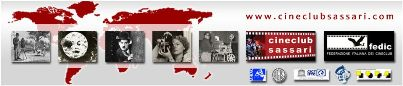 www.cineclubsassari.com
cineclub
sassari
fedic
FEDERAZIONE ITALIANA DEI CINECLUB